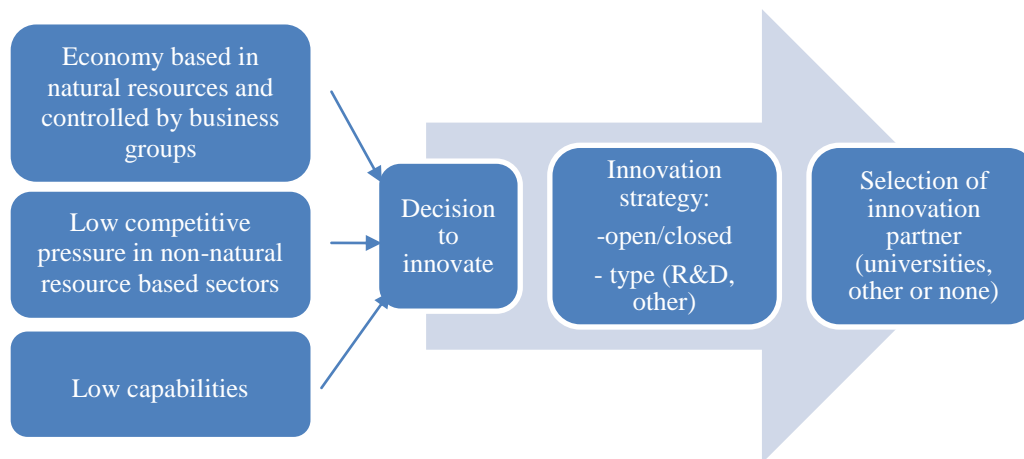 Economy based in
natural resources and
controlled by business
groups
Low competitive
pressure in non-natural
resource based sectors
Low capabilities
Decision
to
innovate
Innovation
strategy:
-open/closed
- type (R&D,
other)
Selection of
innovation
partner
(universities,
other or none)